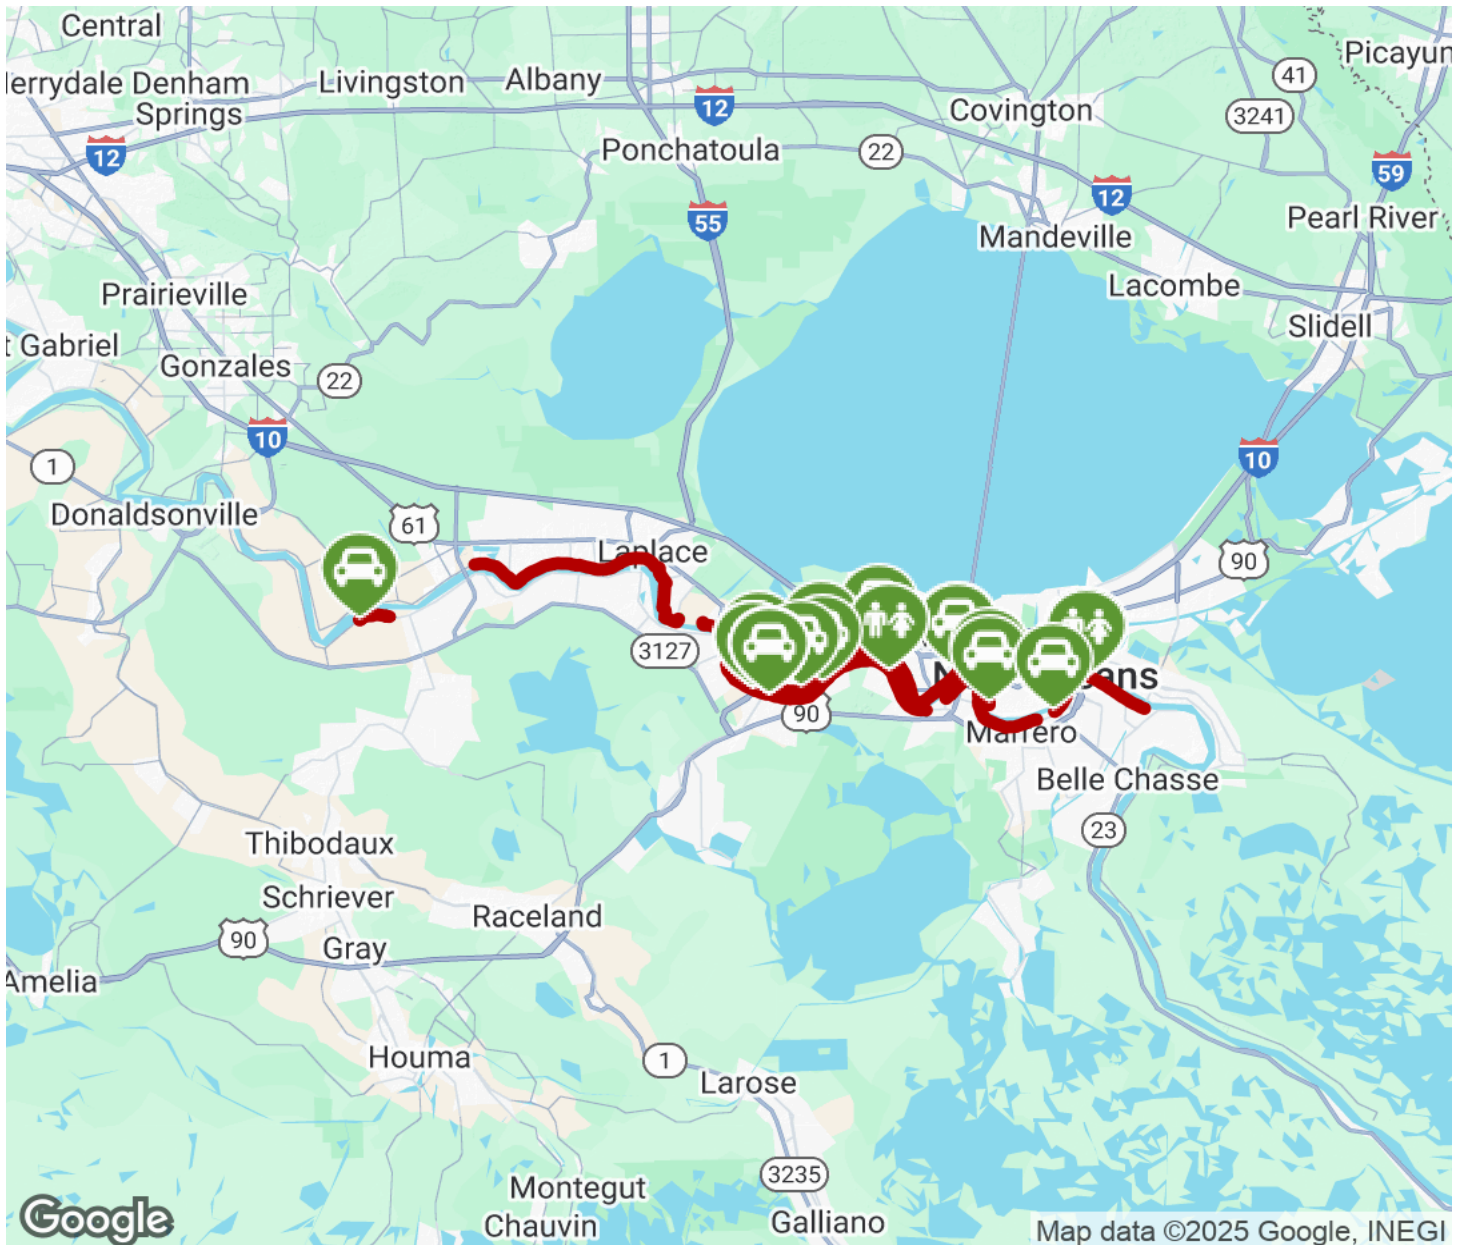 Central
Picayun
41
Livingston
Albany
errydale Denham
Springs
12
Covington
3241
12
Ponchatoula
22
59
12
55
Pearl River
Mandeville
Lacombe
Prairieville
Slidell
t Gabriel
Gonzales
22
10
10
1
Donaldsonville
61
Laplace
90
3127
90
Marrero
Belle Chasse
23
Thibodaux
Schriever
Raceland
90
Gray
Amelia
Houma
1
Larose
3235
Montegut
Chauvin
Galliano
Google
Map data ©2025 Google, INEGI